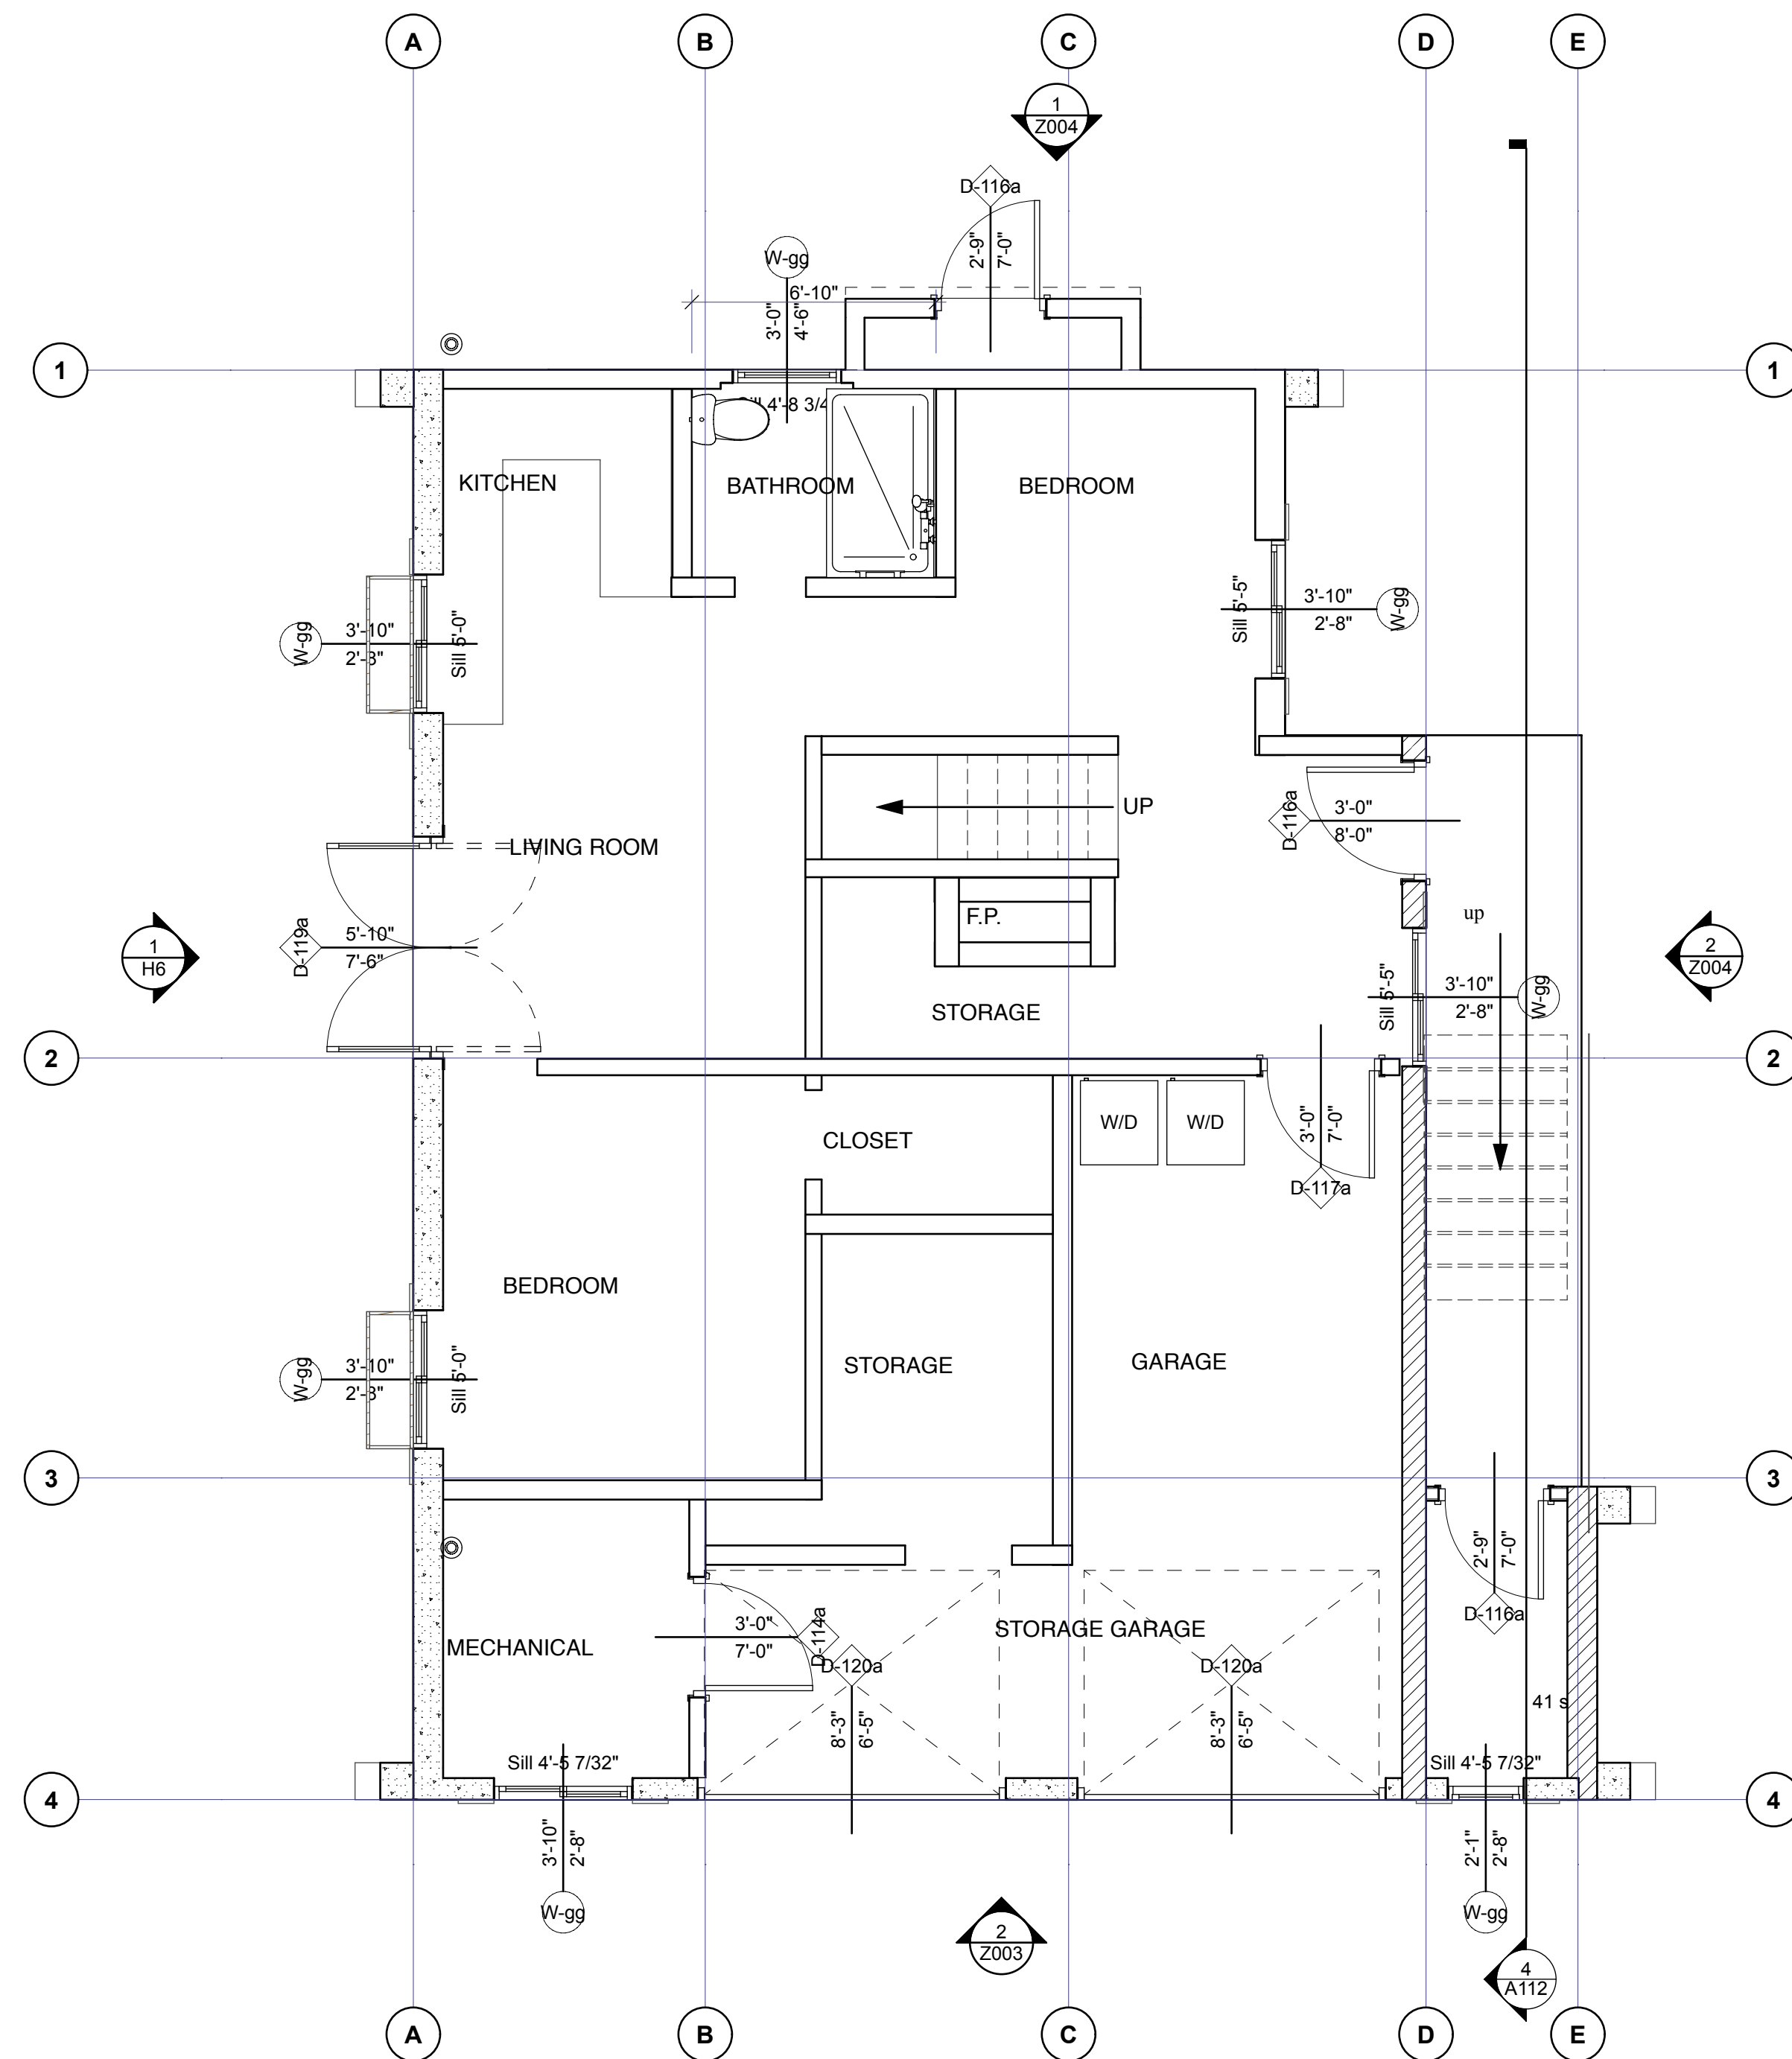 A
B
C
D
E
1
Z004
D-116a
2'-9"
7'-0"
W-gg
6'-10"
3'-0"
4'-6"
1
1
Sill 4'-8 3/4
KITCHEN
BATHROOM
BEDROOM
W-gg
3'-10"
2'-8"
Sill 5'-0"
Sill 5'-5"
3'-10"
2'-8"
W-gg
UP
D-116a
3'-0"
8'-0"
LIVING ROOM
F.P.
up
1
H6
D-119a
5'-10"
7'-6"
2
Z004
Sill 5'-5"
3'-10"
2'-8"
W-gg
STORAGE
2
2
CLOSET
W/D
W/D
3'-0"
7'-0"
D-117a
BEDROOM
STORAGE
GARAGE
W-gg
3'-10"
2'-8"
Sill 5'-0"
3
3
2'-9"
7'-0"
D-116a
MECHANICAL
3'-0"
7'-0"
D-114a
STORAGE GARAGE
D-120a
D-120a
8'-3"
6'-5"
8'-3"
6'-5"
41 s
Sill 4'-5 7/32"
Sill 4'-5 7/32"
4
4
3'-10"
2'-8"
W-gg
2'-1"
2'-8"
W-gg
2
Z003
4
A112
A
B
C
D
E